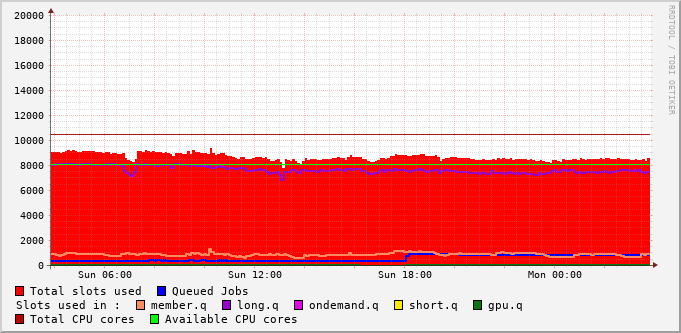 20000
18000
16000
14000
12000
10000
8000
6000
4000
2000
0
Sun 06:00 Sun 12:00 Sun 18:00 Mon 00:00
RRDTOOL / TOBI OETIKER
Total slots used Queued Jobs
Slots used in : member.q long.q ondemand.q short.q gpu.q
Total CPU cores Available CPU cores